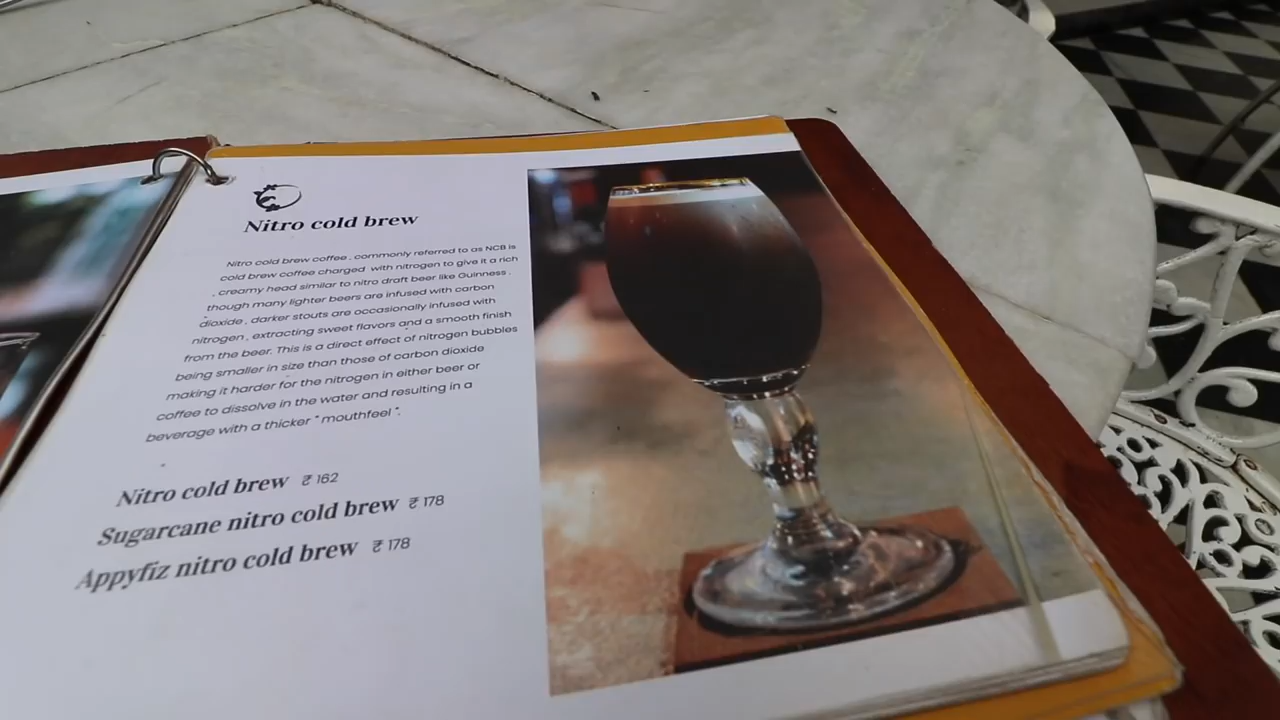 Nitro cold brew
Nitro cold brew coffee , commonly referred to as NCB is
cold brew coffee charged with nitrogen to give it a rich
, creamy head similar to nitro draft beer like Guinness .
though many lighter beers are infused with carbon
dioxide , darker stouts are occasionally infused with
nitrogen , extracting sweet flavors and a smooth finish
from the beer. This is a direct effect of nitrogen bubbles
being smaller in size than those of carbon dioxide
making it harder for the nitrogen in either beer or
coffee to dissolve in the water and resulting in a
beverage with a thicker " mouthfeel ".
Nitro cold brew ₹ 162
Sugarcane nitro cold brew ₹ 178
Appyfiz nitro cold brew ₹ 178